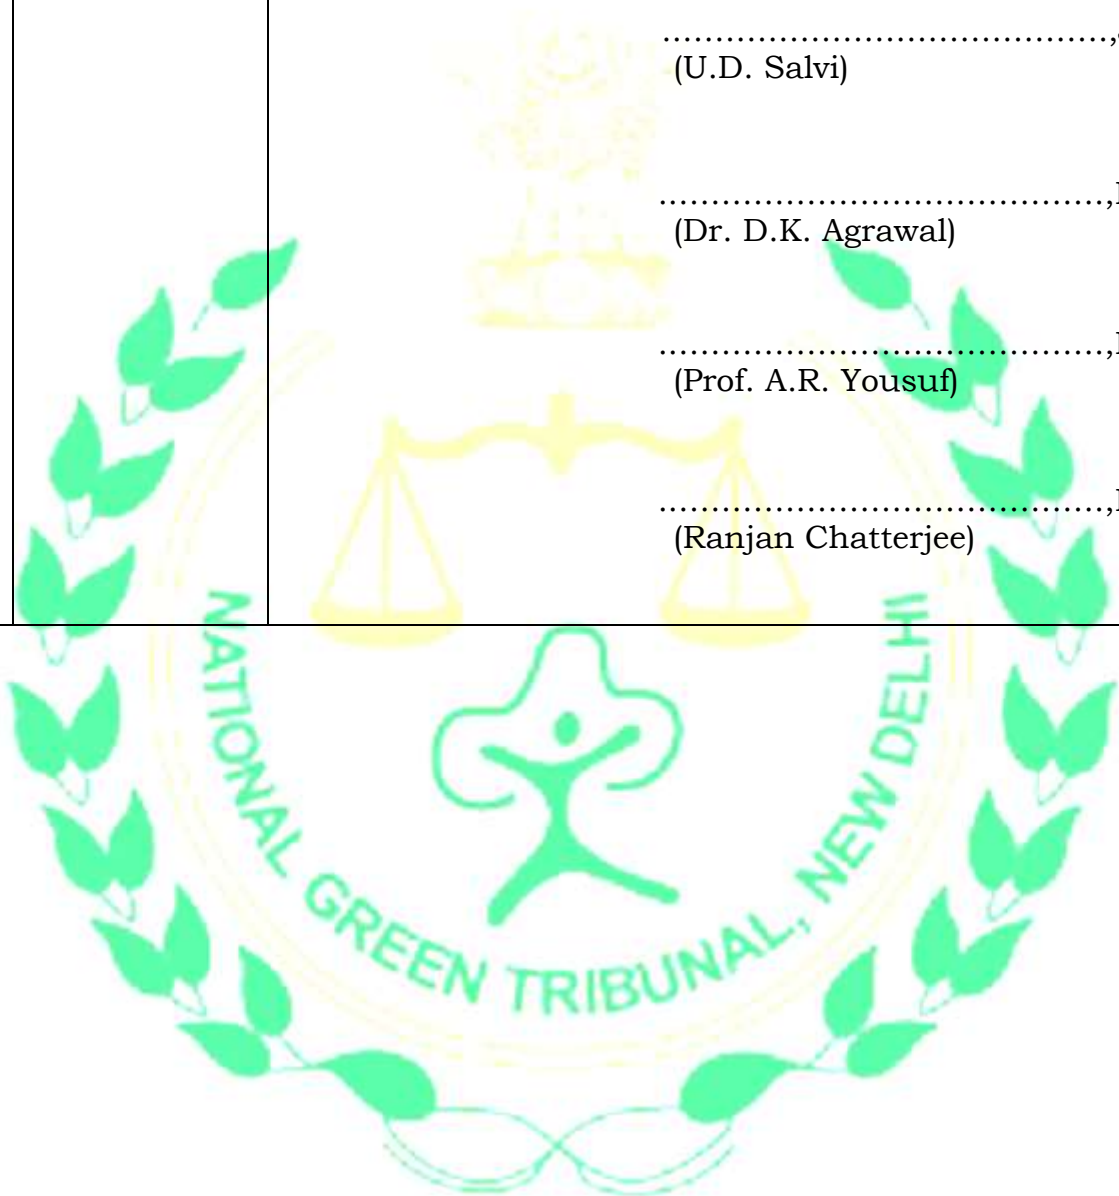 ……………………………………,
(U.D. Salvi)
……………………………………,
(Dr. D.K. Agrawal)
……………………………………,
(Prof. A.R. Yousuf)
……………………………………,
(Ranjan Chatterjee)
NATIONAL GREEN TRIBUNAL, NEW DELHI